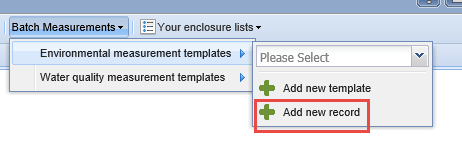 Batch Measurements Your enclosure lists
Environmental measurement templates
Please Select
Water quality measurement templates
Add new template
Add new record